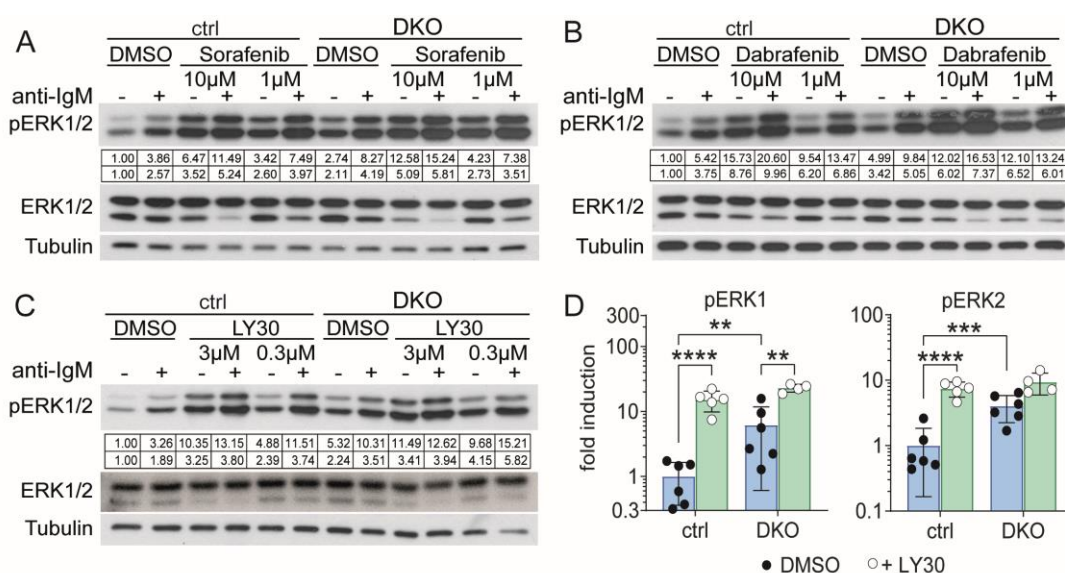 A
ctrl DKO
DMSO Sorafenib DMSO Sorafenib
10μM 1μM 10μM 1μM
anti-IgM - + - + - + - + - + - +
pERK1/2
1.00 3.86 6.47 11.49 3.42 7.49 2.74 8.27 12.58 15.24 4.23 7.38
1.00 2.57 3.52 5.24 2.60 3.97 2.11 4.19 5.09 5.81 2.73 3.51
ERK1/2
Tubulin
B
ctrl DKO
DMSO Dabrafenib DMSO Dabrafenib
10μM 1μM 10μM 1μM
anti-IgM - + - + - + - + - + - +
pERK1/2
1.00 5.42 15.73 20.60 9.54 13.47 4.99 9.84 12.02 16.53 12.10 13.24
1.00 3.75 8.76 9.96 6.20 6.86 3.42 5.05 6.02 7.37 6.52 6.01
ERK1/2
Tubulin
C
ctrl DKO
DMSO LY30 DMSO LY30
3μM 0.3μM 3μM 0.3μM
anti-IgM - + - + - + - + - + - +
pERK1/2
1.00 3.26 10.35 13.15 4.88 11.51 5.32 10.31 11.49 12.62 9.68 15.21
1.00 1.89 3.25 3.80 2.39 3.74 2.24 3.51 3.41 3.94 4.15 5.82
ERK1/2
Tubulin
D
pERK1
fold induction
300
100
30
10
3
1
0.3
** 
**** **
ctrl DKO
pERK2
100
10
1
0.1
***
****
ctrl DKO
● DMSO ○ + LY30